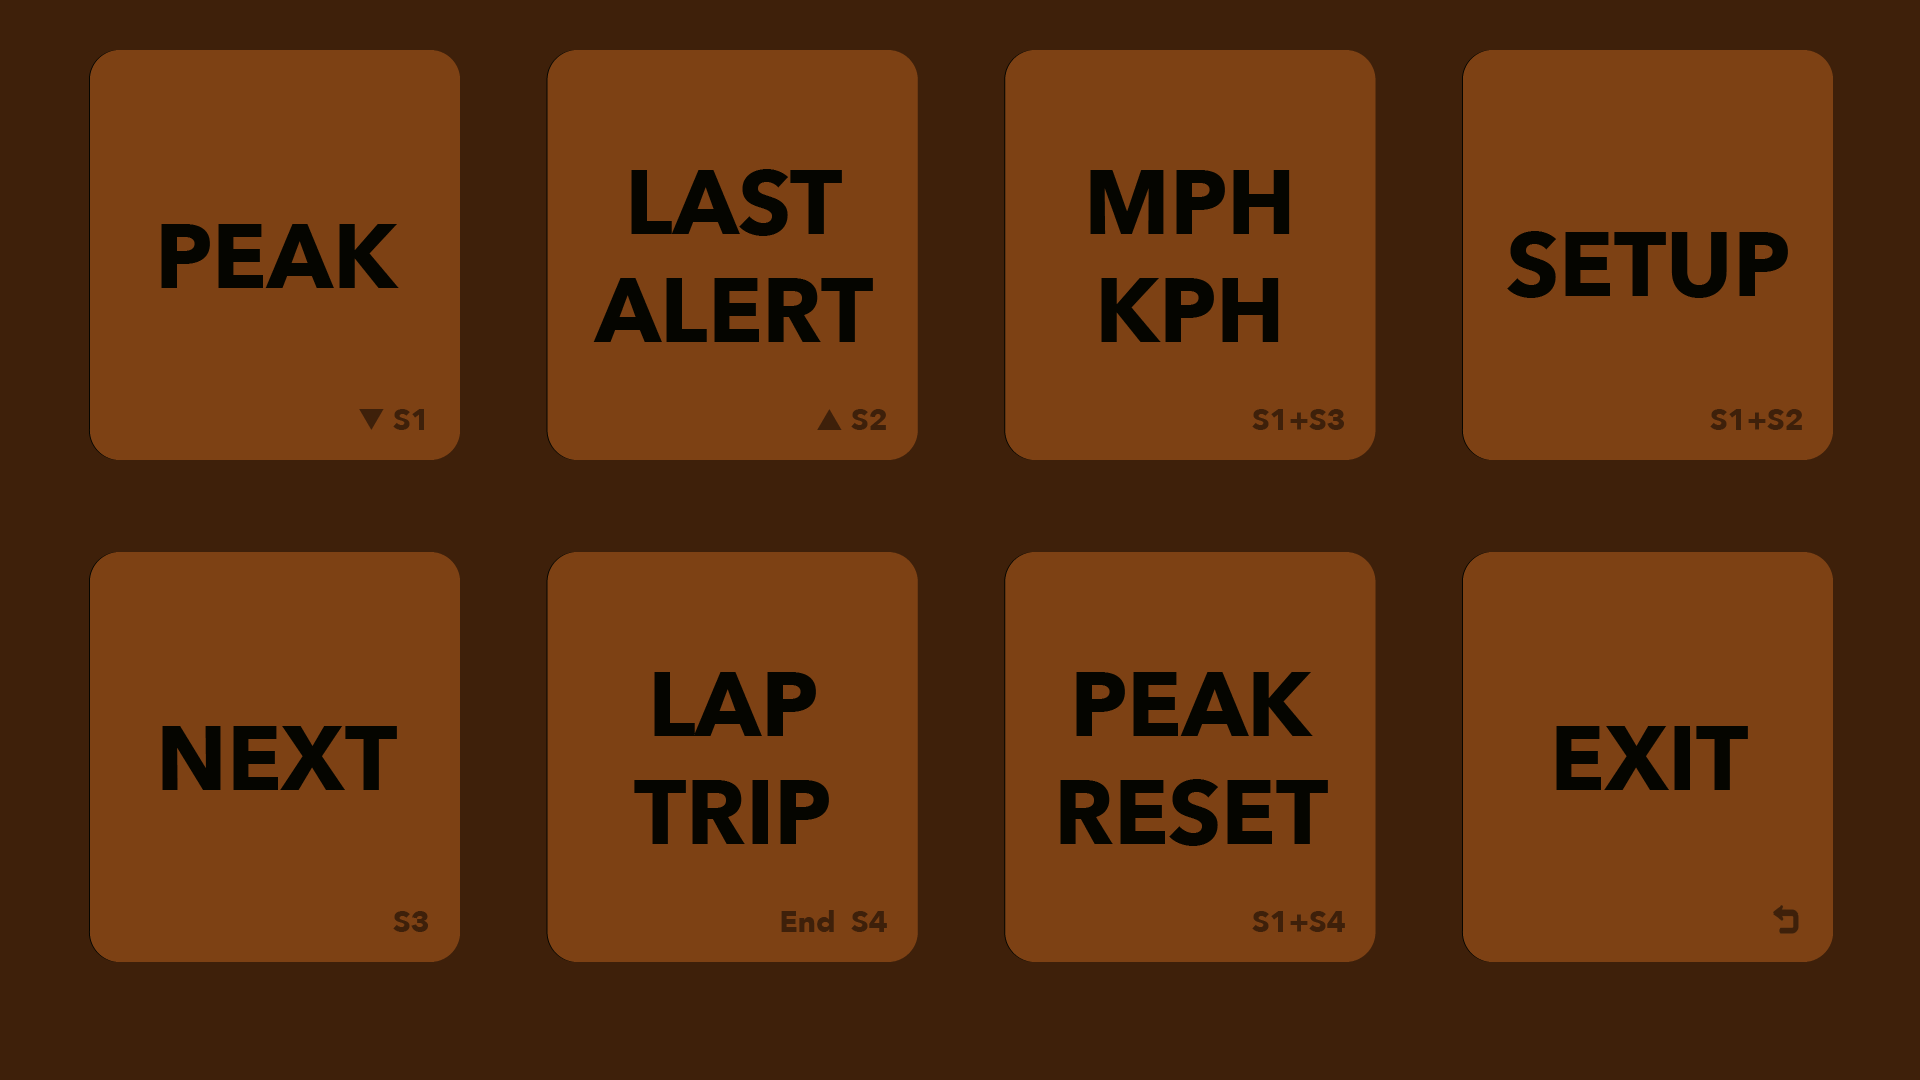 PEAK
▼ S1
LAST
ALERT
▲ S2
MPH
KPH
S1+S3
SETUP
S1+S2
NEXT
S3
LAP
TRIP
End S4
PEAK
RESET
S1+S4
EXIT